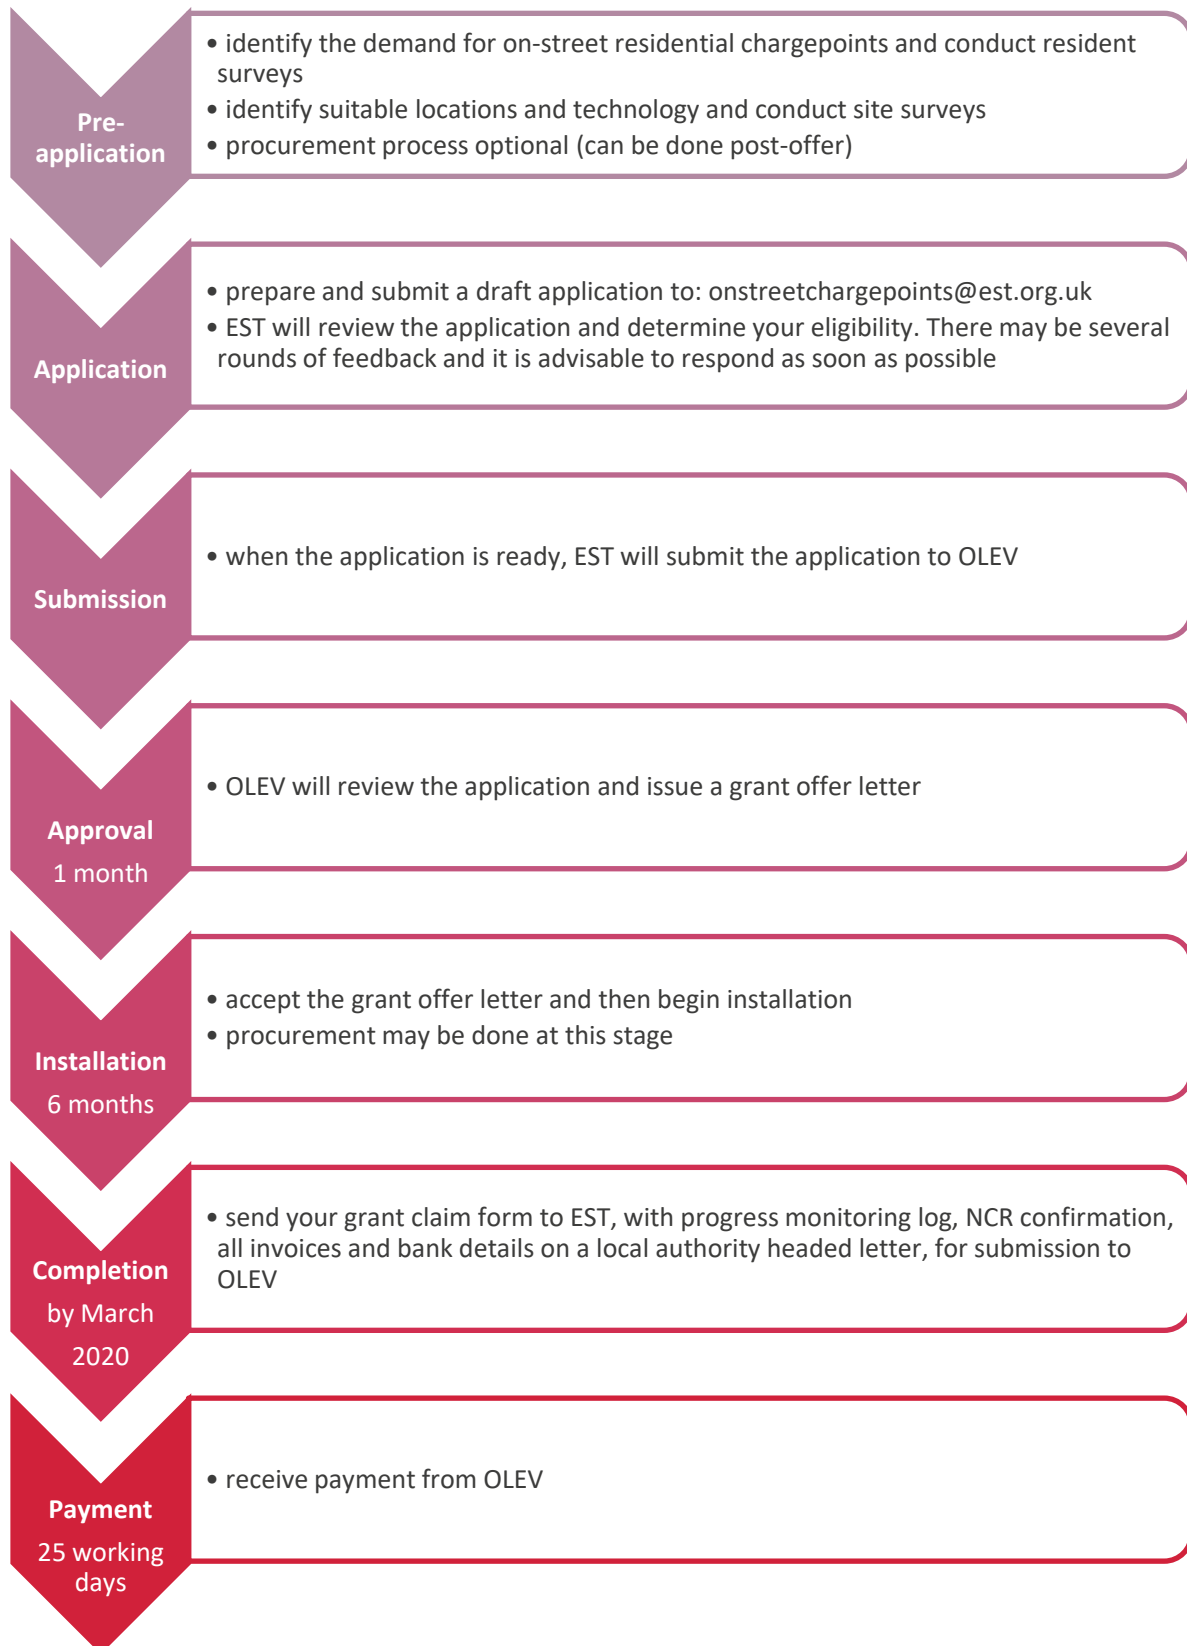 Pre-
application
• identify the demand for on-street residential chargepoints and conduct resident
surveys
• identify suitable locations and technology and conduct site surveys
• procurement process optional (can be done post-offer)
Application
• prepare and submit a draft application to: onstreetchargepoints@est.org.uk
• EST will review the application and determine your eligibility. There may be several
rounds of feedback and it is advisable to respond as soon as possible
Submission
• when the application is ready, EST will submit the application to OLEV
Approval
1 month
• OLEV will review the application and issue a grant offer letter
Installation
6 months
• accept the grant offer letter and then begin installation
• procurement may be done at this stage
Completion
by March
2020
• send your grant claim form to EST, with progress monitoring log, NCR confirmation,
all invoices and bank details on a local authority headed letter, for submission to
OLEV
Payment
25 working
days
• receive payment from OLEV